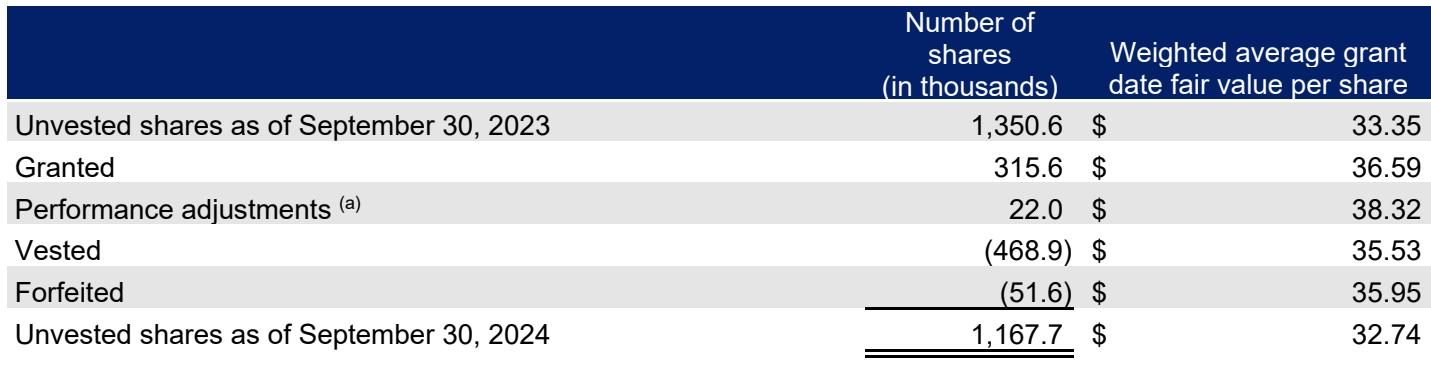 Number of
shares
(in thousands)
Weighted average grant
date fair value per share
Unvested shares as of September 30, 2023 1,350.6 $ 33.35
Granted 315.6 $ 36.59
Performance adjustments (a) 22.0 $ 38.32
Vested (468.9) $ 35.53
Forfeited (51.6) $ 35.95
Unvested shares as of September 30, 2024 1,167.7 $ 32.74